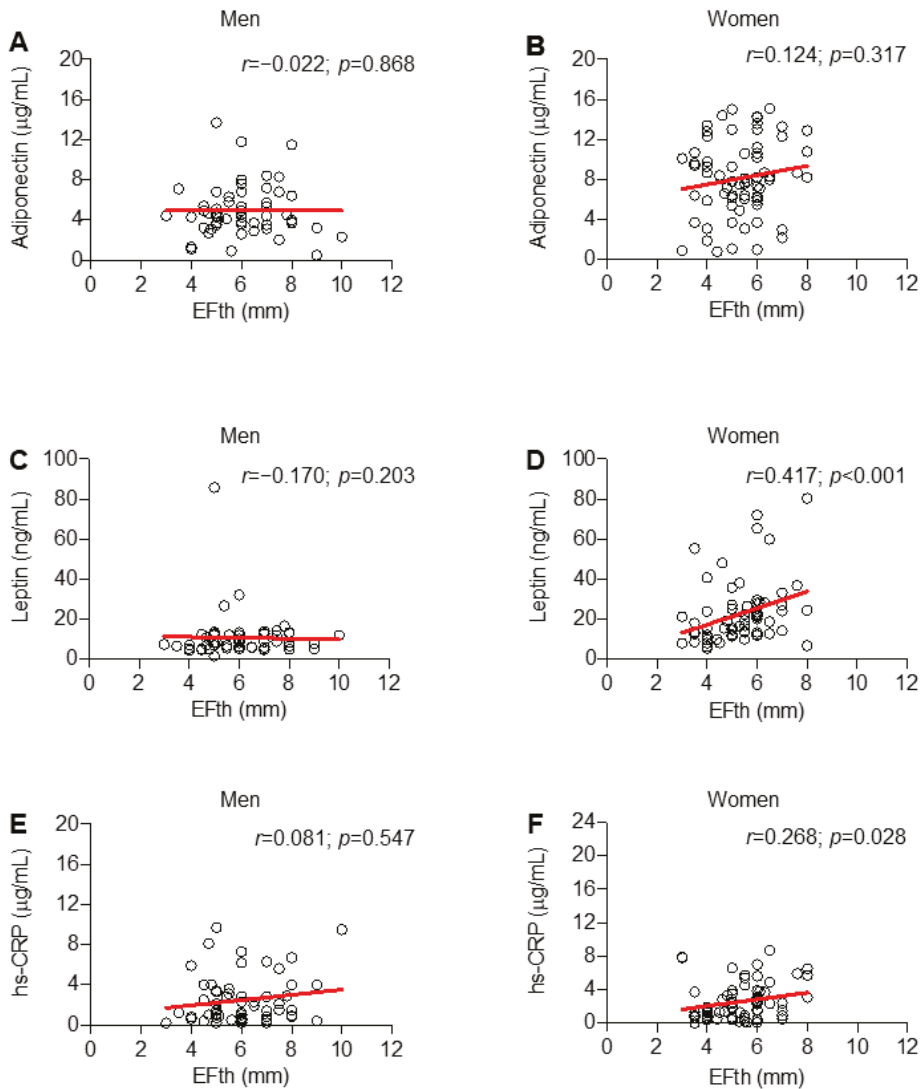 Men
A
r=−0.022; p=0.868
20
16
12
8
4
0
Adiponectin (μg/mL)
0 2 4 6 8 10 12
EFth (mm)
Women
B
r=0.124; p=0.317
20
16
12
8
4
0
Adiponectin (μg/mL)
0 2 4 6 8 10 12
EFth (mm)
Men
C
r=−0.170; p=0.203
100
80
60
40
20
0
Leptin (ng/mL)
0 2 4 6 8 10 12
EFth (mm)
Women
D
r=0.417; p<0.001
100
80
60
40
20
0
Leptin (ng/mL)
0 2 4 6 8 10 12
EFth (mm)
Men
E
r=0.081; p=0.547
20
16
12
8
4
0
hs-CRP (μg/mL)
0 2 4 6 8 10 12
EFth (mm)
Women
F
r=0.268; p=0.028
24
20
16
12
8
4
0
hs-CRP (μg/mL)
0 2 4 6 8 10 12
EFth (mm)